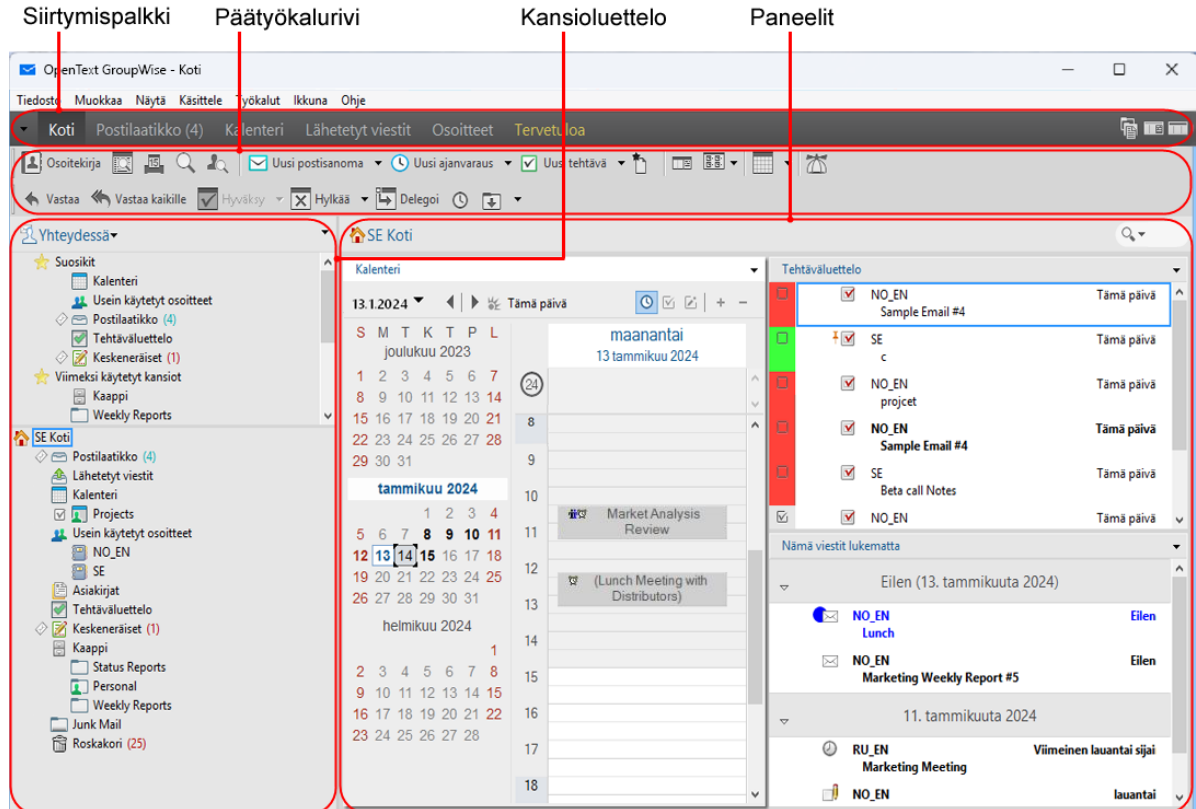 Siirtymispalkki Päätyökalurivi Kansioluettelo Paneelit
OpenText GroupWise - Koti
Tiedosto Muokkaa Näytä Käsittele Työkalut Ikkuna Ohje
Koti Postilaatikko (4) Kalenteri Lähetetyt viestit Osoitteet Tervetuloa
Osoitekirja 15 Uusi postisanoma Uusi ajanvaraus Uusi tehtävä
Vastaa Vastaa kaikille Hyväksy Hylkää Delegoi
Yhteydessä
Suosikit
Kalenteri
Usein käytetyt osoitteet
Postilaatikko (4)
Tehtäväluettelo
Keskeneräiset (1)
Viimeksi käytetyt kansiot
Kaappi
Weekly Reports
SE Koti
Postilaatikko (4)
Lähetetyt viestit
Kalenteri
Projects
Usein käytetyt osoitteet
NO_EN
SE
Asiakirjat
Tehtäväluettelo
Keskeneräiset (1)
Kaappi
Status Reports
Personal
Weekly Reports
Junk Mail
Roskakori (25)
SE Koti
Kalenteri
13.1.2024 Tämä päivä
S M T K T P L
joulukuu 2023
1 2 3 4 5 6 7
8 9 10 11 12 13 14
15 16 17 18 19 20 21
22 23 24 25 26 27 28
29 30 31
tammikuu 2024
1 2 3 4
5 6 7 8 9 10 11
12 13 14 15 16 17 18
19 20 21 22 23 24 25
26 27 28 29 30 31
helmikuu 2024
1
2 3 4 5 6 7 8
9 10 11 12 13 14 15
16 17 18 19 20 21 22
23 24 25 26 27 28
maanantai
13 tammikuu 2024
24
8
9
10
11
12
13
14
15
16
17
18
Market Analysis
Review
(Lunch Meeting with
Distributors)
Tehtäväluettelo
NO_EN Tämä päivä
Sample Email #4
SE Tämä päivä
c
NO_EN Tämä päivä
projcet
NO_EN Tämä päivä
Sample Email #4
SE Tämä päivä
Beta call Notes
NO_EN Tämä päivä
Nämä viestit lukematta
Eilen (13. tammikuuta 2024)
NO_EN Eilen
Lunch
NO_EN Eilen
Marketing Weekly Report #5
11. tammikuuta 2024
RU_EN Viimeinen lauantai sijai
Marketing Meeting
NO_EN lauantai